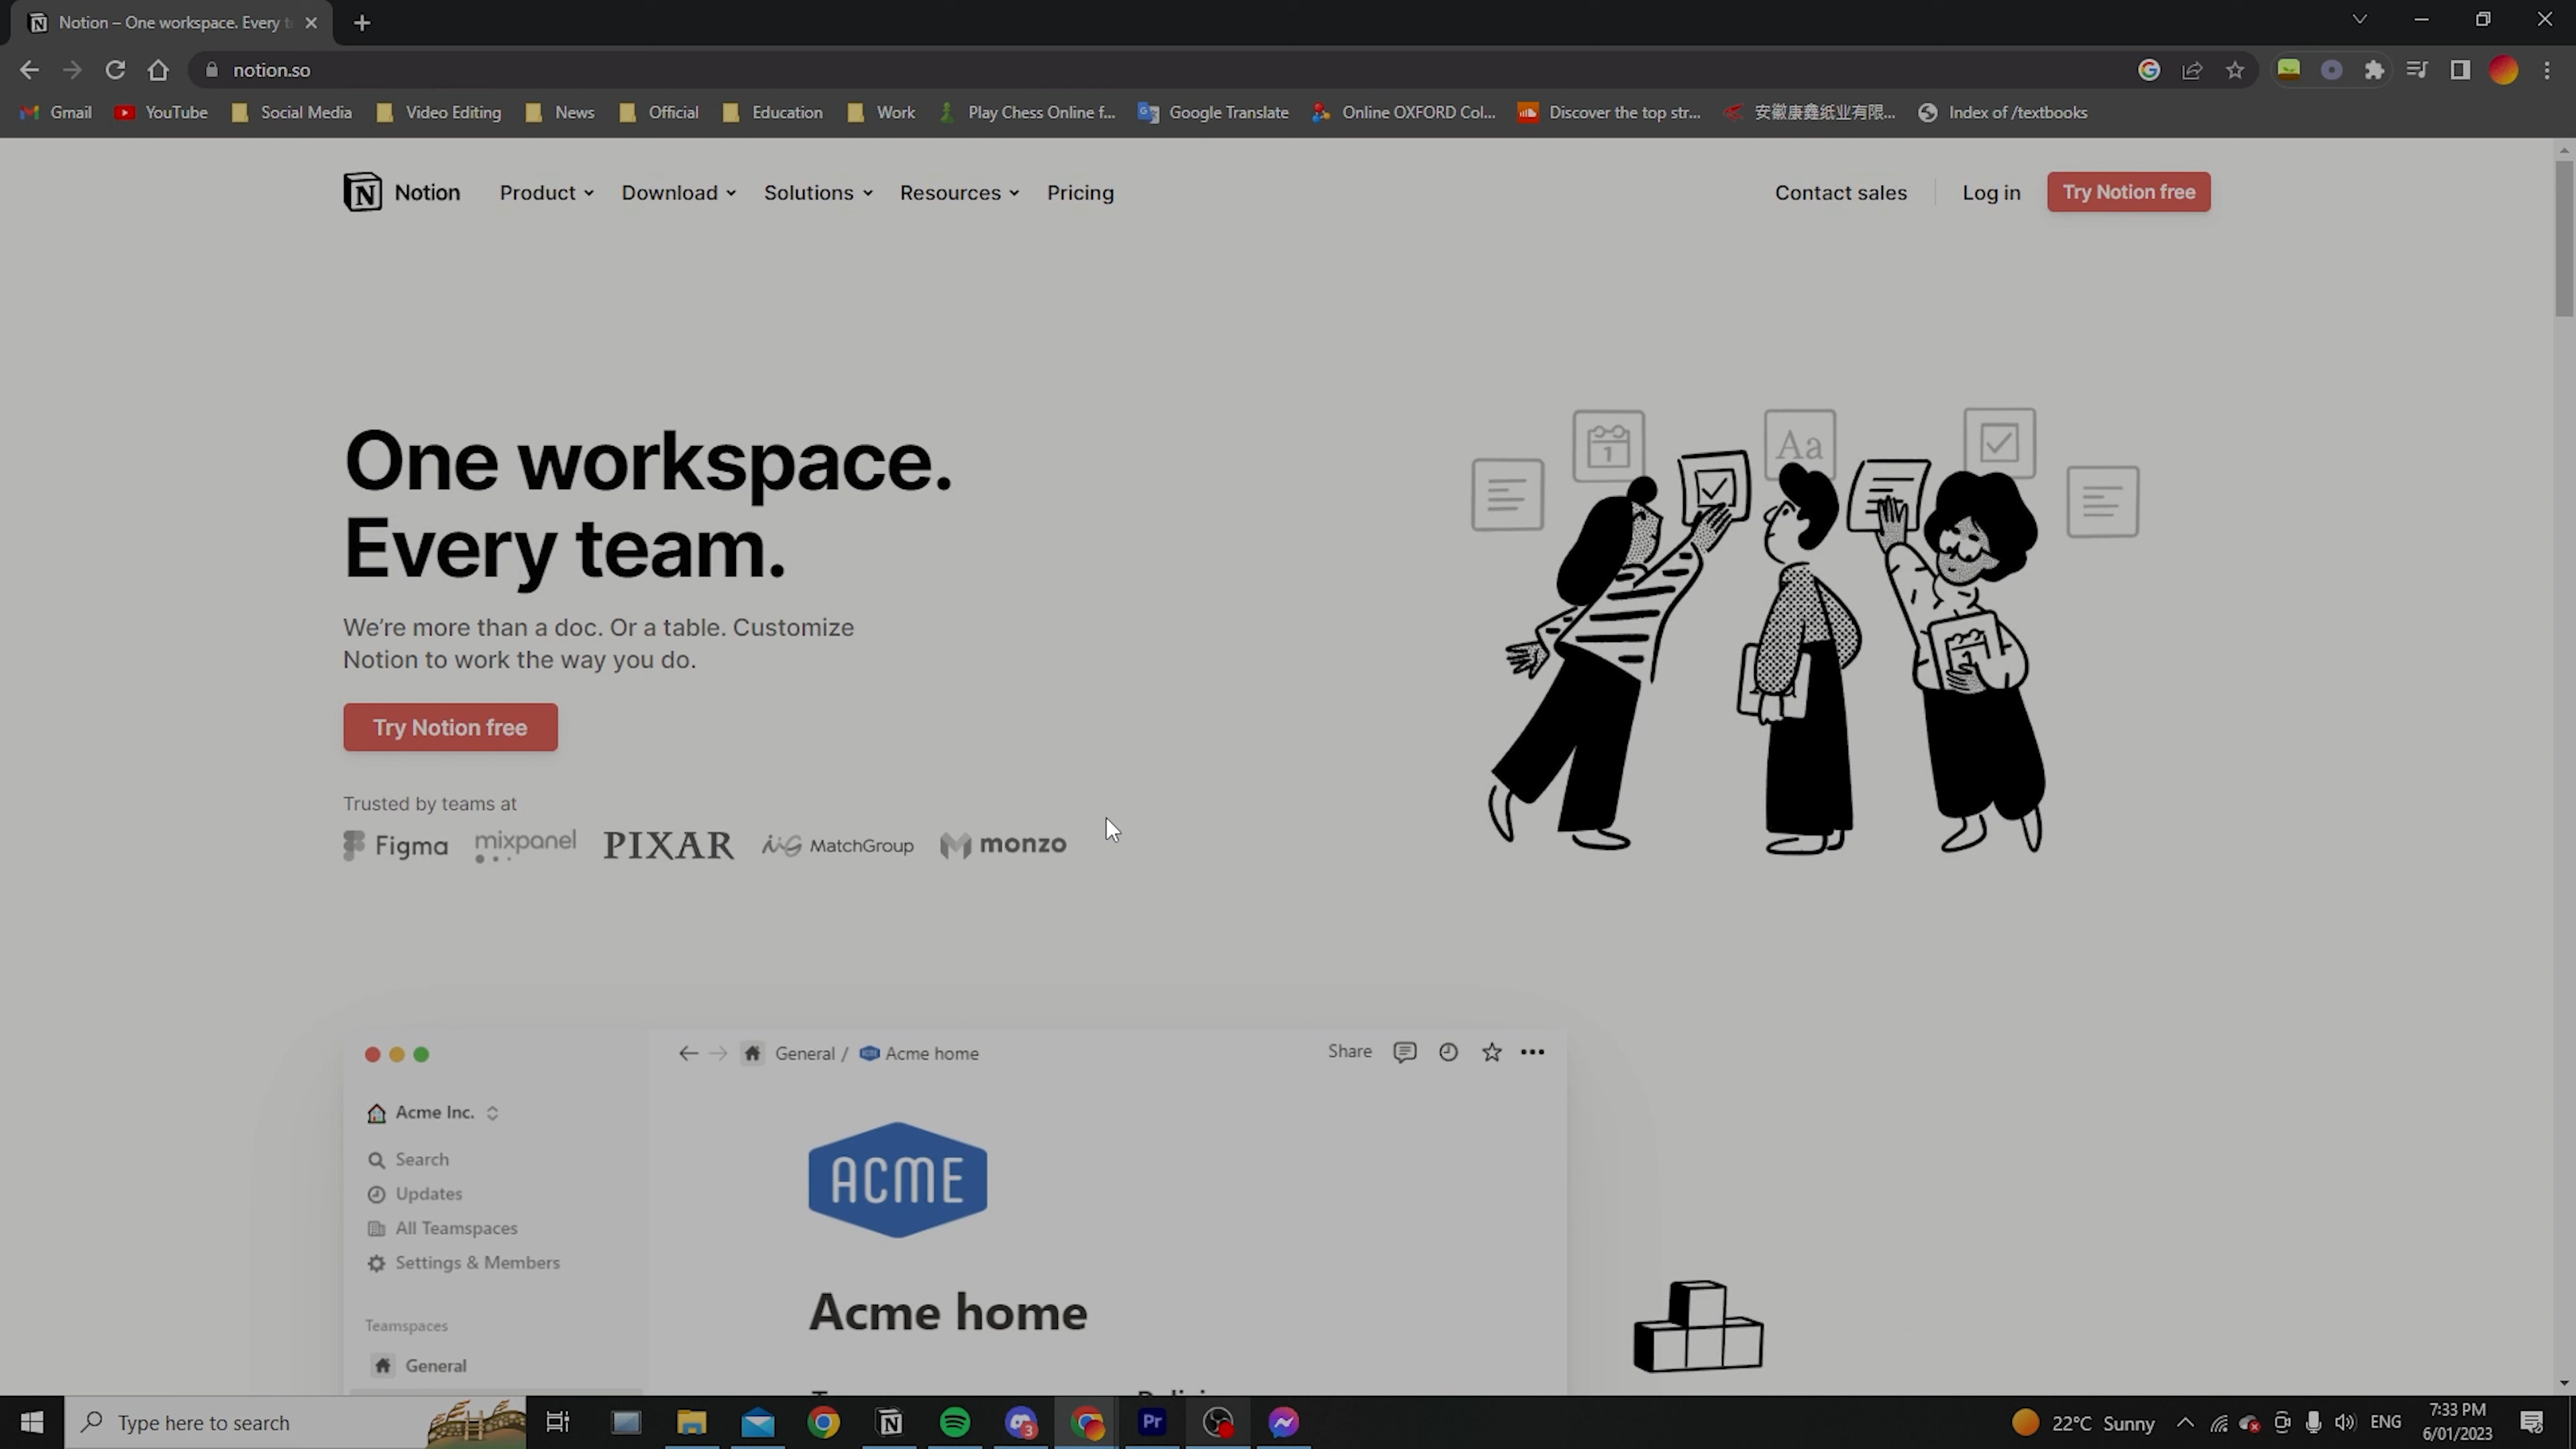 Notion – One workspace. Every t
notion.so
Gmail YouTube Social Media Video Editing News Official Education Work Play Chess Online f... Google Translate Online OXFORD Col... Discover the top str... 安徽康鑫纸业有限... Index of /textbooks
Notion Product Download Solutions Resources Pricing Contact sales Log in Try Notion free
One workspace.
Every team.
We're more than a doc. Or a table. Customize
Notion to work the way you do.
Try Notion free
Trusted by teams at
Figma mixpanel PIXAR MatchGroup monzo
1
Aa
1
General / ACME Acme home Share
Acme Inc.
Search
Updates
All Teamspaces
Settings & Members
Teamspaces
General
ACME
Acme home
Type here to search
3
Pr
22°C Sunny ENG
7:33 PM
6/01/2023